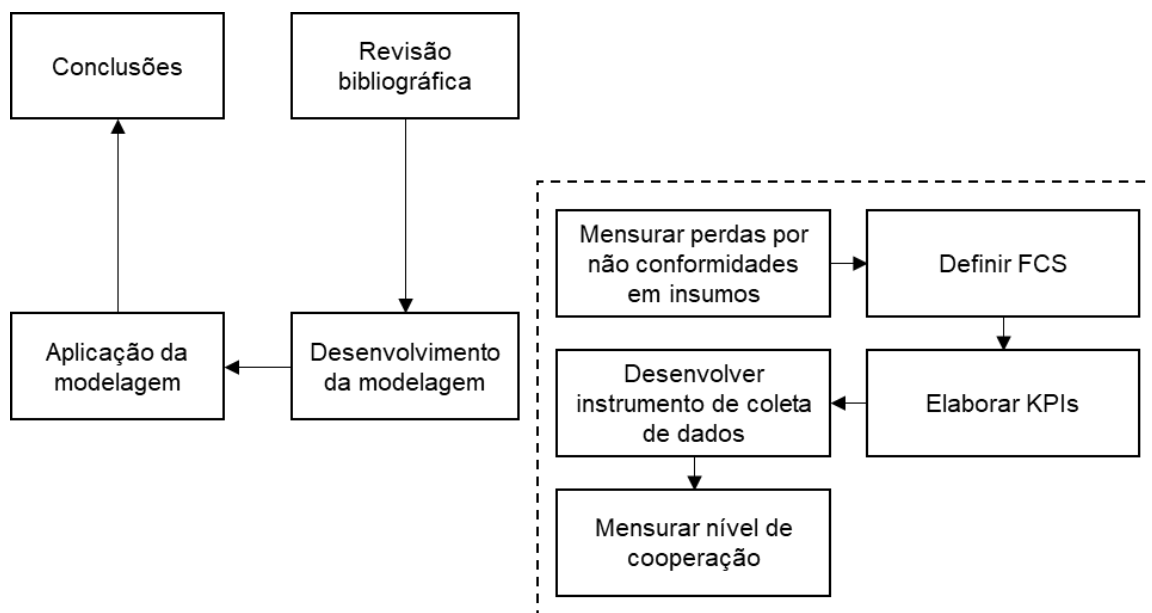 Conclusões
Revisão
bibliográfica
Mensurar perdas por
não conformidades
em insumos
Definir FCS
Aplicação da
modelagem
Desenvolvimento
da modelagem
Desenvolver
instrumento de coleta
de dados
Elaborar KPIs
Mensurar nível de
cooperação